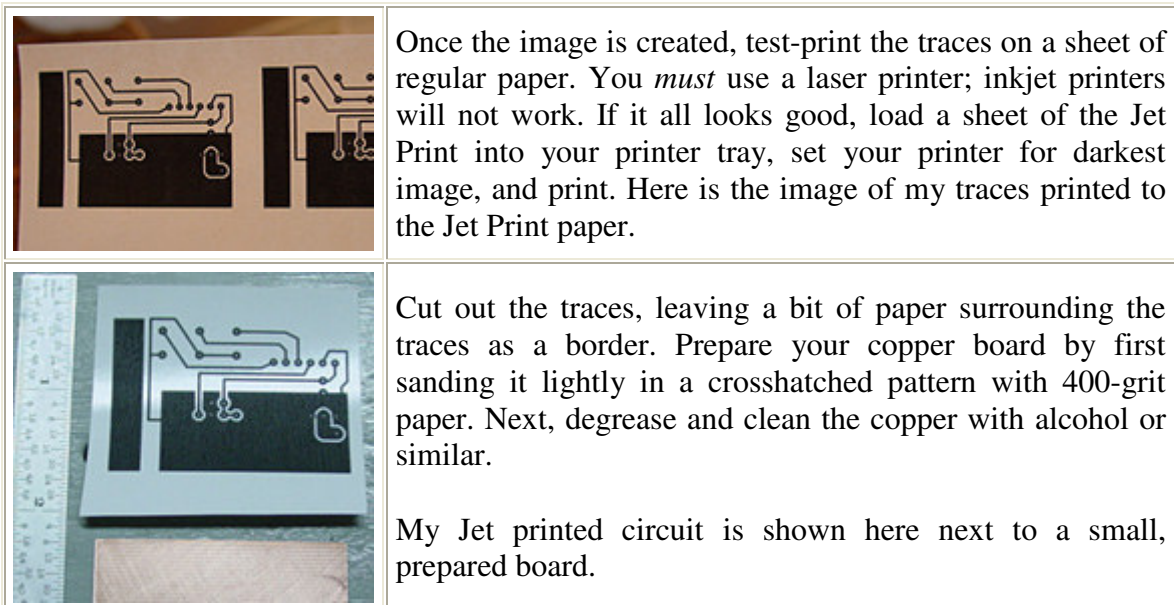 Once the image is created, test-print the traces on a sheet of
regular paper. You must use a laser printer; inkjet printers
will not work. If it all looks good, load a sheet of the Jet
Print into your printer tray, set your printer for darkest
image, and print. Here is the image of my traces printed to
the Jet Print paper.
Cut out the traces, leaving a bit of paper surrounding the
traces as a border. Prepare your copper board by first
sanding it lightly in a crosshatched pattern with 400-grit
paper. Next, degrease and clean the copper with alcohol or
similar.
My Jet printed circuit is shown here next to a small,
prepared board.